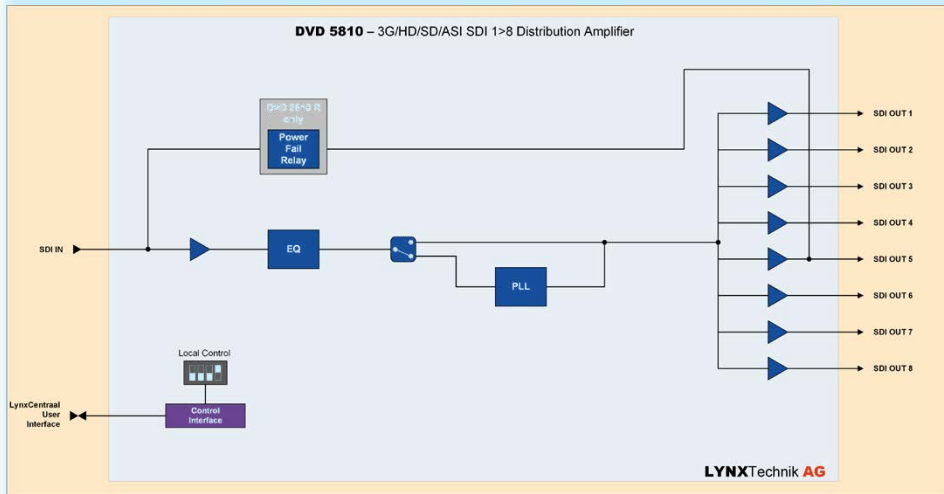 DVD 5810 – 3G/HD/SD/ASI SDI 1>8 Distribution Amplifier
only
Power
Fail
Relay
SDI OUT 1
SDI OUT 2
SDI OUT 3
SDI OUT 4
SDI IN
EQ
SDI OUT 5
PLL
SDI OUT 6
SDI OUT 7
SDI OUT 8
Local Control
LynxCentraal
User
Interface
Control
Interface
LYNXTechnik AG